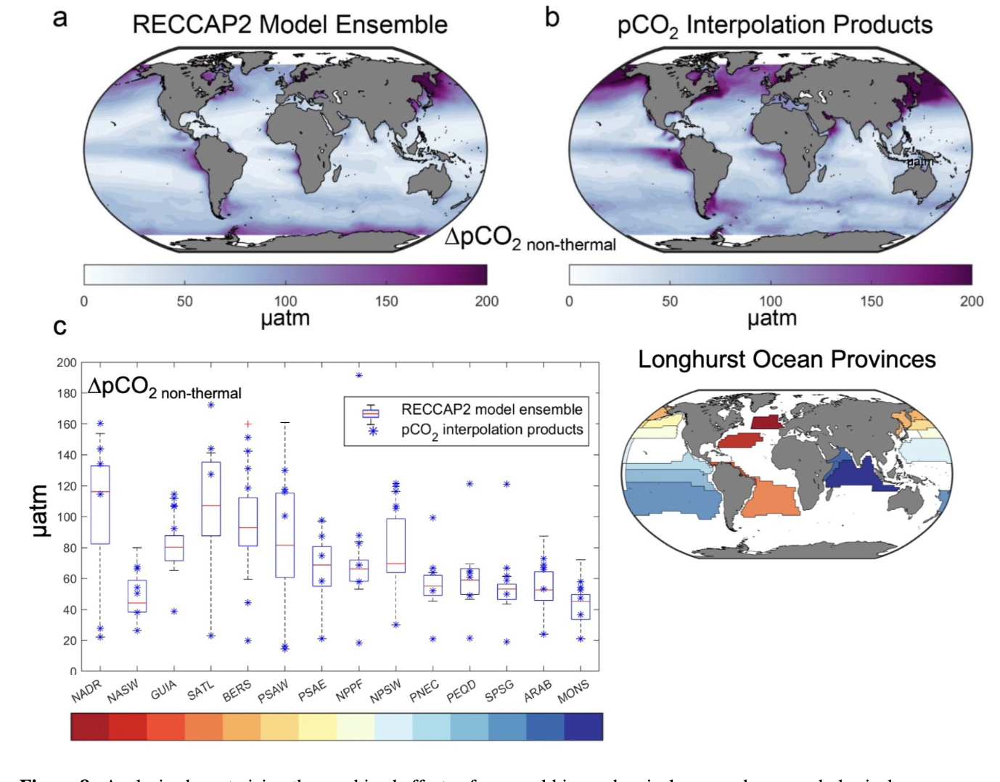 a
RECCAP2 Model Ensemble
b
pCO2 Interpolation Products
µatm
ΔpCO2 non-thermal
0 50 100 150 200
µatm
0 50 100 150 200
µatm
c
200
180
160
140
120
100
80
60
40
20
0
µatm
ΔpCO2 non-thermal
RECCAP2 model ensemble
pCO2 interpolation products
NADR NASW GUIA SATL BERS PSAW PSAE NPPF NPSW PNEC PEQD SPSG ARAB MONS
Longhurst Ocean Provinces